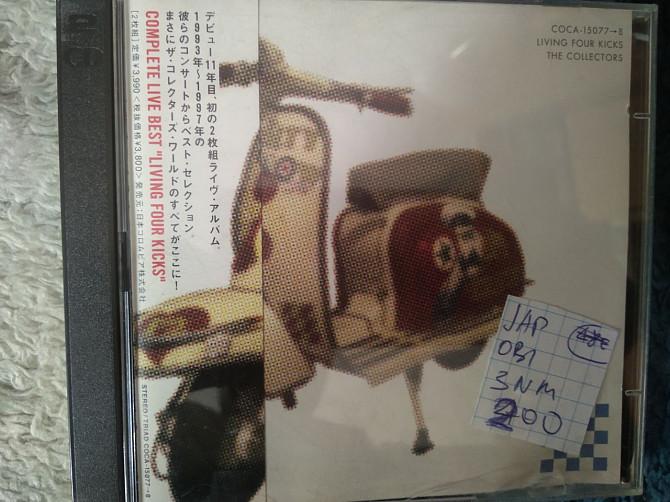 COCA-15077→8
LIVING FOUR KICKS
THE COLLECTORS
デビュー11年目、初の2枚組ライヴ・アルバム。
1993年〜1997年の
彼らのコンサートからベスト・セレクション。
まさにザ・コレクターズ・ワールドのすべてがここに！
COMPLETE LIVE BEST "LIVING FOUR KICKS"
[2枚組]定価¥3,990<税抜価格¥3,800>発売元:日本コロムビア株式会社
STEREO/TRIAD COCA-15077→8
JAP
OBI
3NM
200